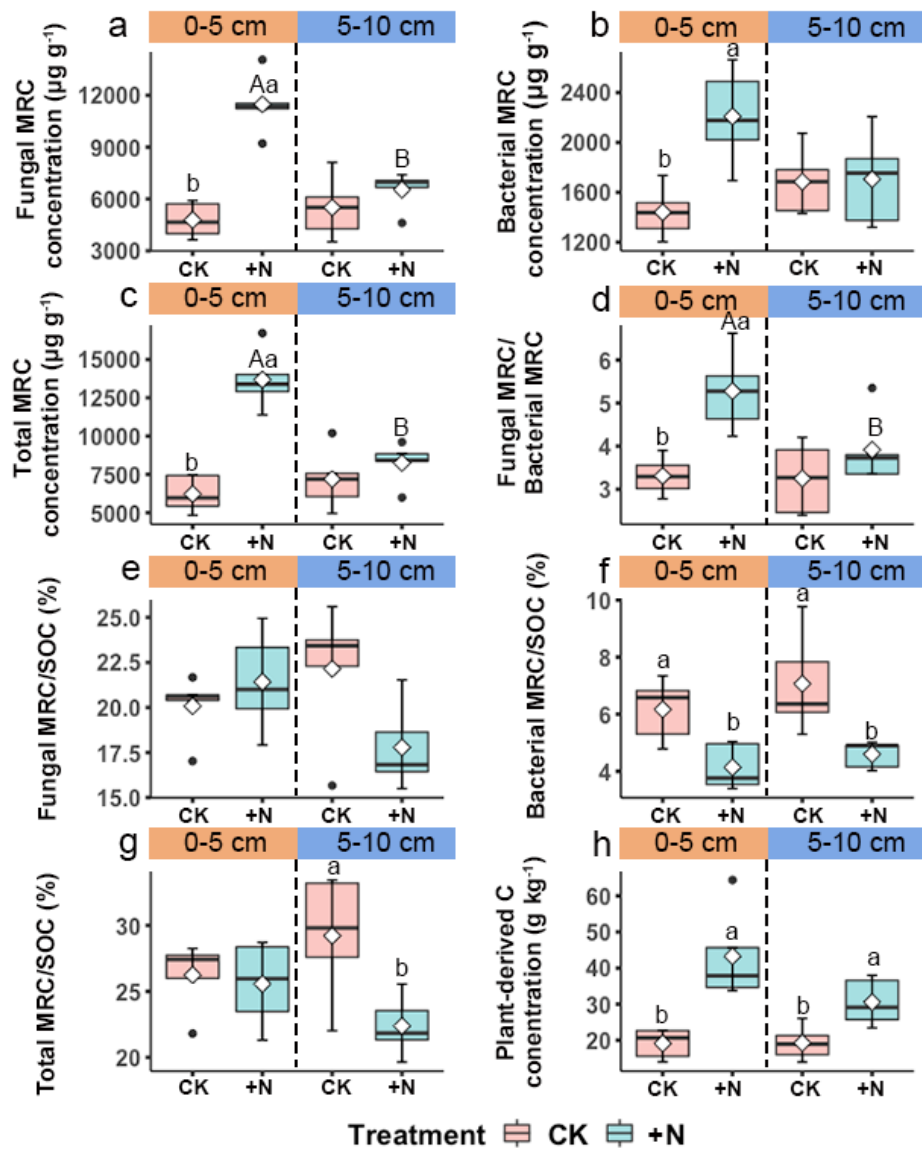 a
0-5 cm
5-10 cm
Fungal MRC
concentration (µg g⁻¹)
12000
9000
6000
3000
b
Aa
B
CK
+N
CK
+N
b
0-5 cm
5-10 cm
Bacterial MRC
concentration (µg g⁻¹)
2400
2000
1600
1200
b
a
CK
+N
CK
+N
c
0-5 cm
5-10 cm
Total MRC
concentration (µg g⁻¹)
15000
12500
10000
7500
5000
b
Aa
B
CK
+N
CK
+N
d
0-5 cm
5-10 cm
Fungal MRC/
Bacterial MRC
6
5
4
3
b
Aa
B
CK
+N
CK
+N
e
0-5 cm
5-10 cm
Fungal MRC/SOC (%)
25.0
22.5
20.0
17.5
15.0
CK
+N
CK
+N
f
0-5 cm
5-10 cm
Bacterial MRC/SOC (%)
10
8
6
4
a
b
a
b
CK
+N
CK
+N
g
0-5 cm
5-10 cm
Total MRC/SOC (%)
30
25
20
a
b
CK
+N
CK
+N
h
0-5 cm
5-10 cm
Plant-derived C
conentration (g kg⁻¹)
60
50
40
30
20
b
a
b
a
CK
+N
CK
+N
Treatment CK +N